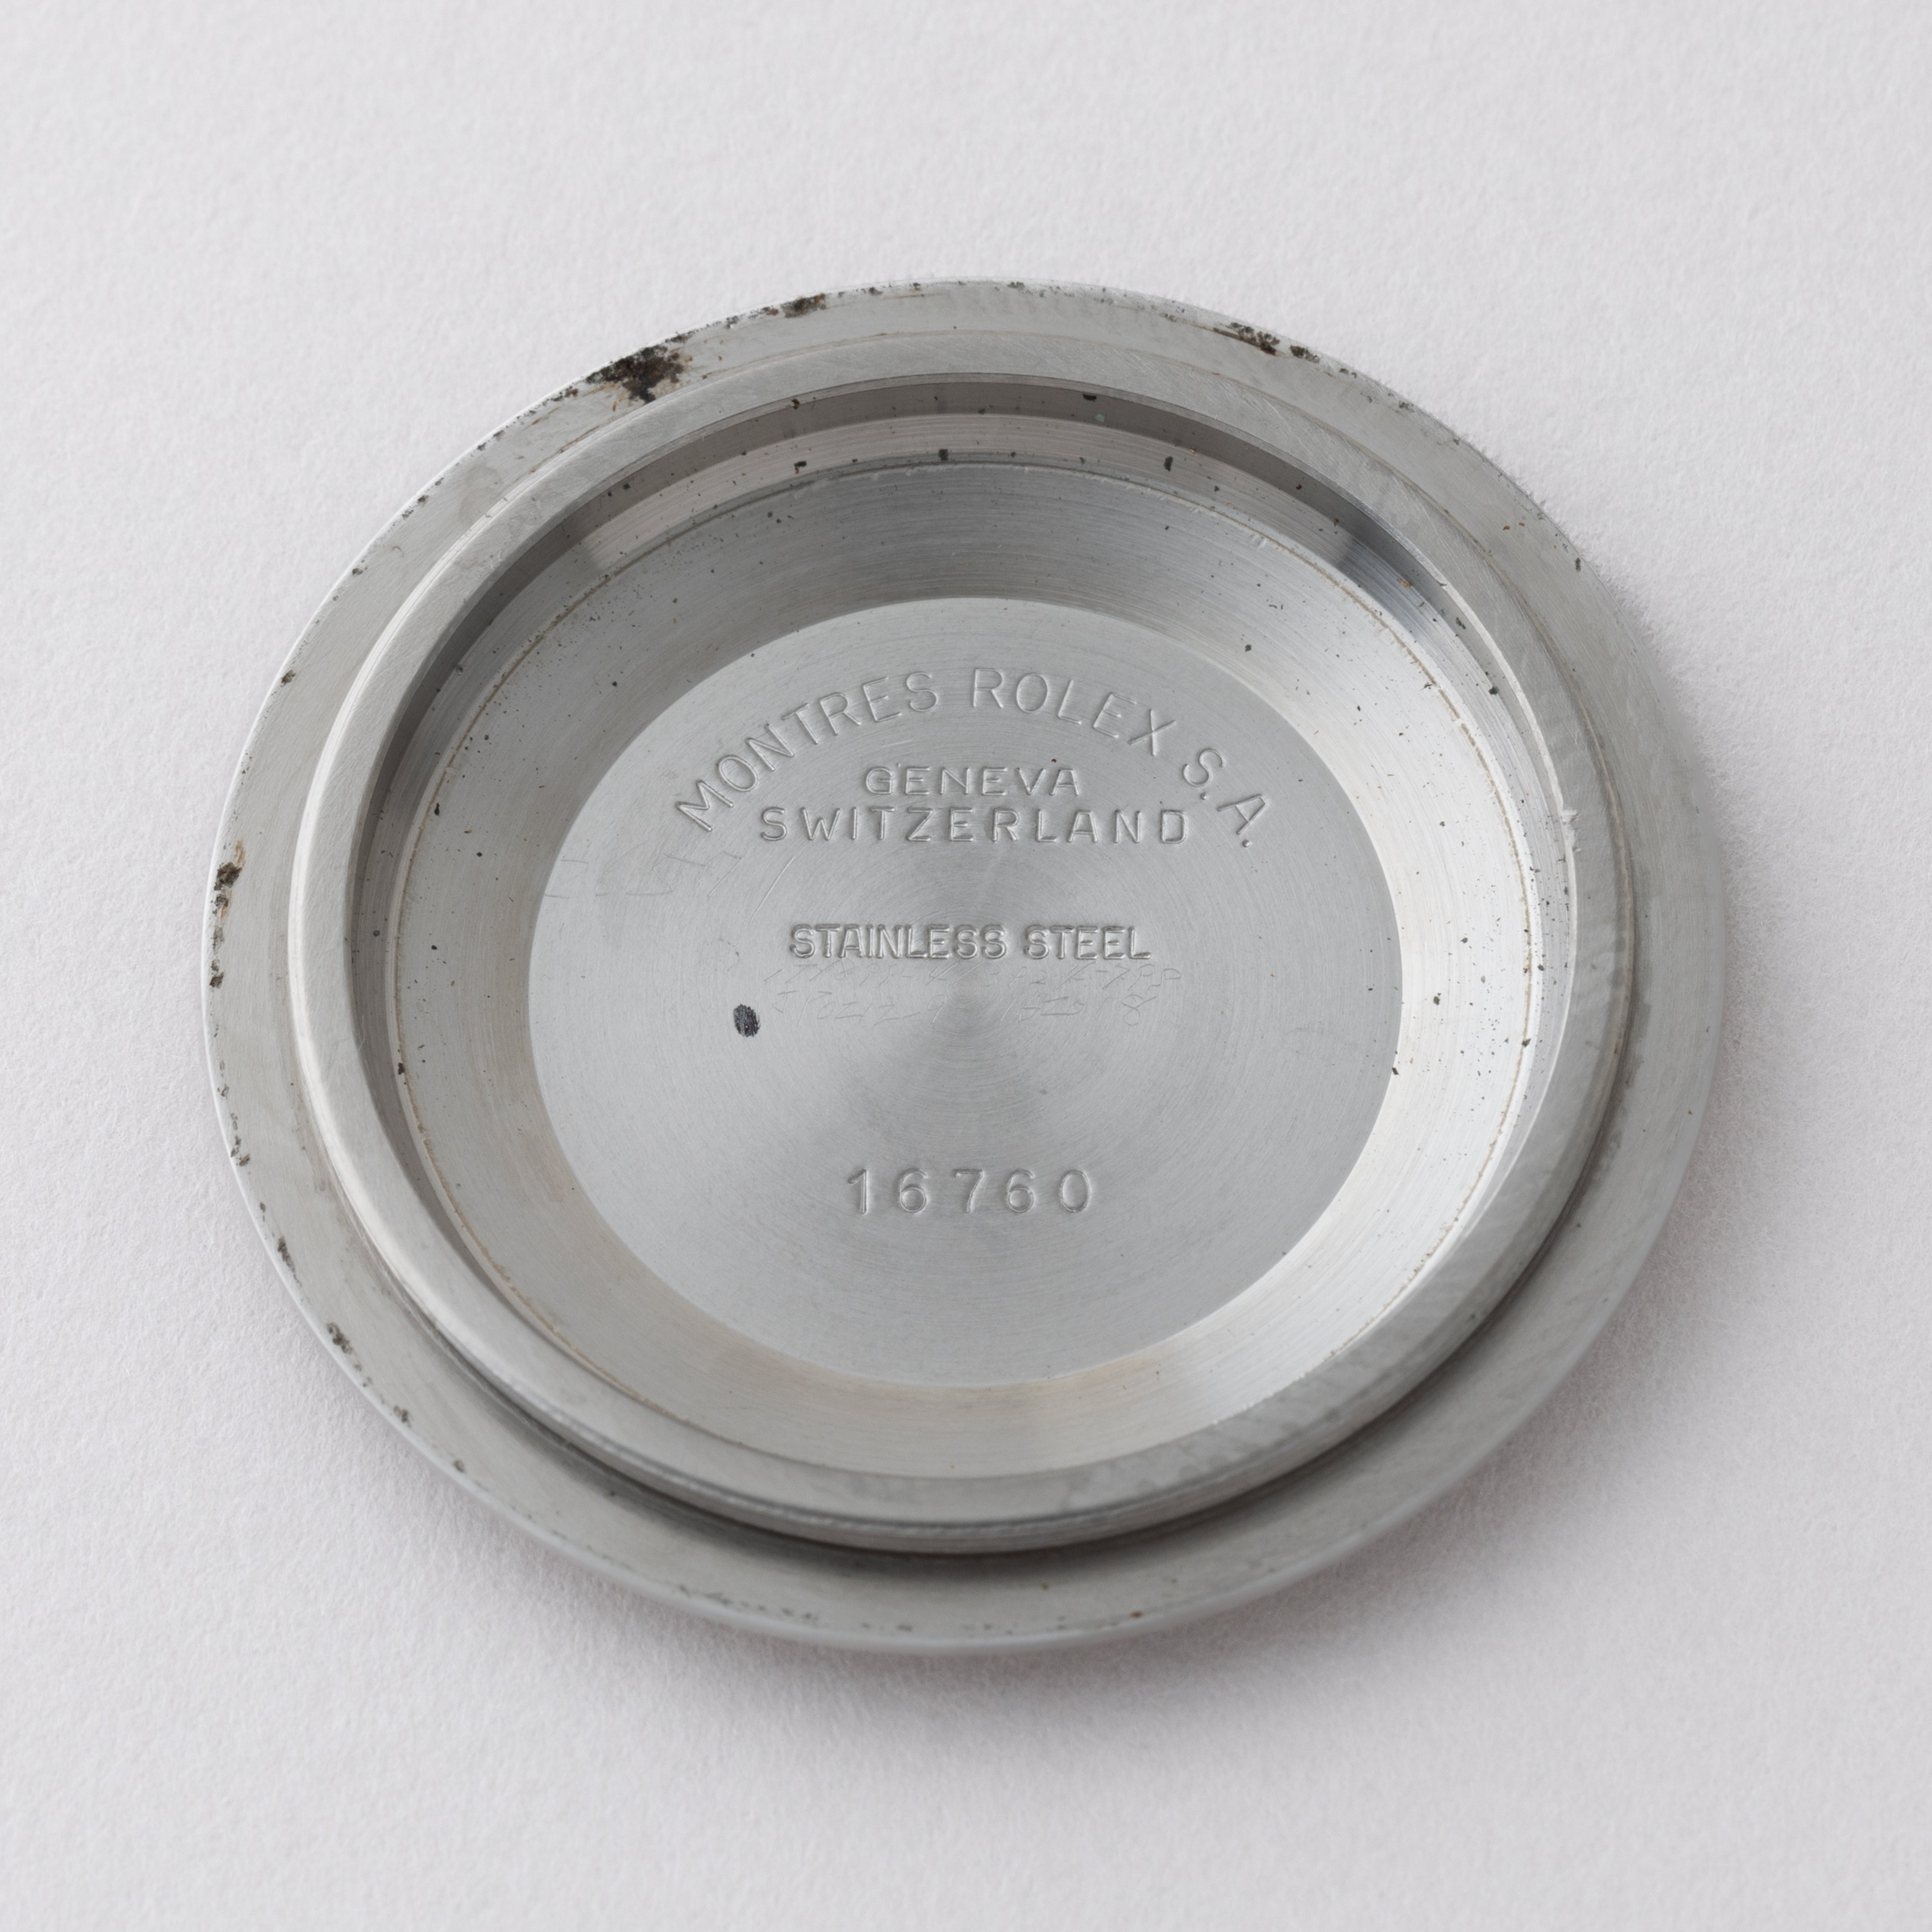 MONTRES ROLEX S.A.
GENEVA
SWITZERLAND
STAINLESS STEEL
16760